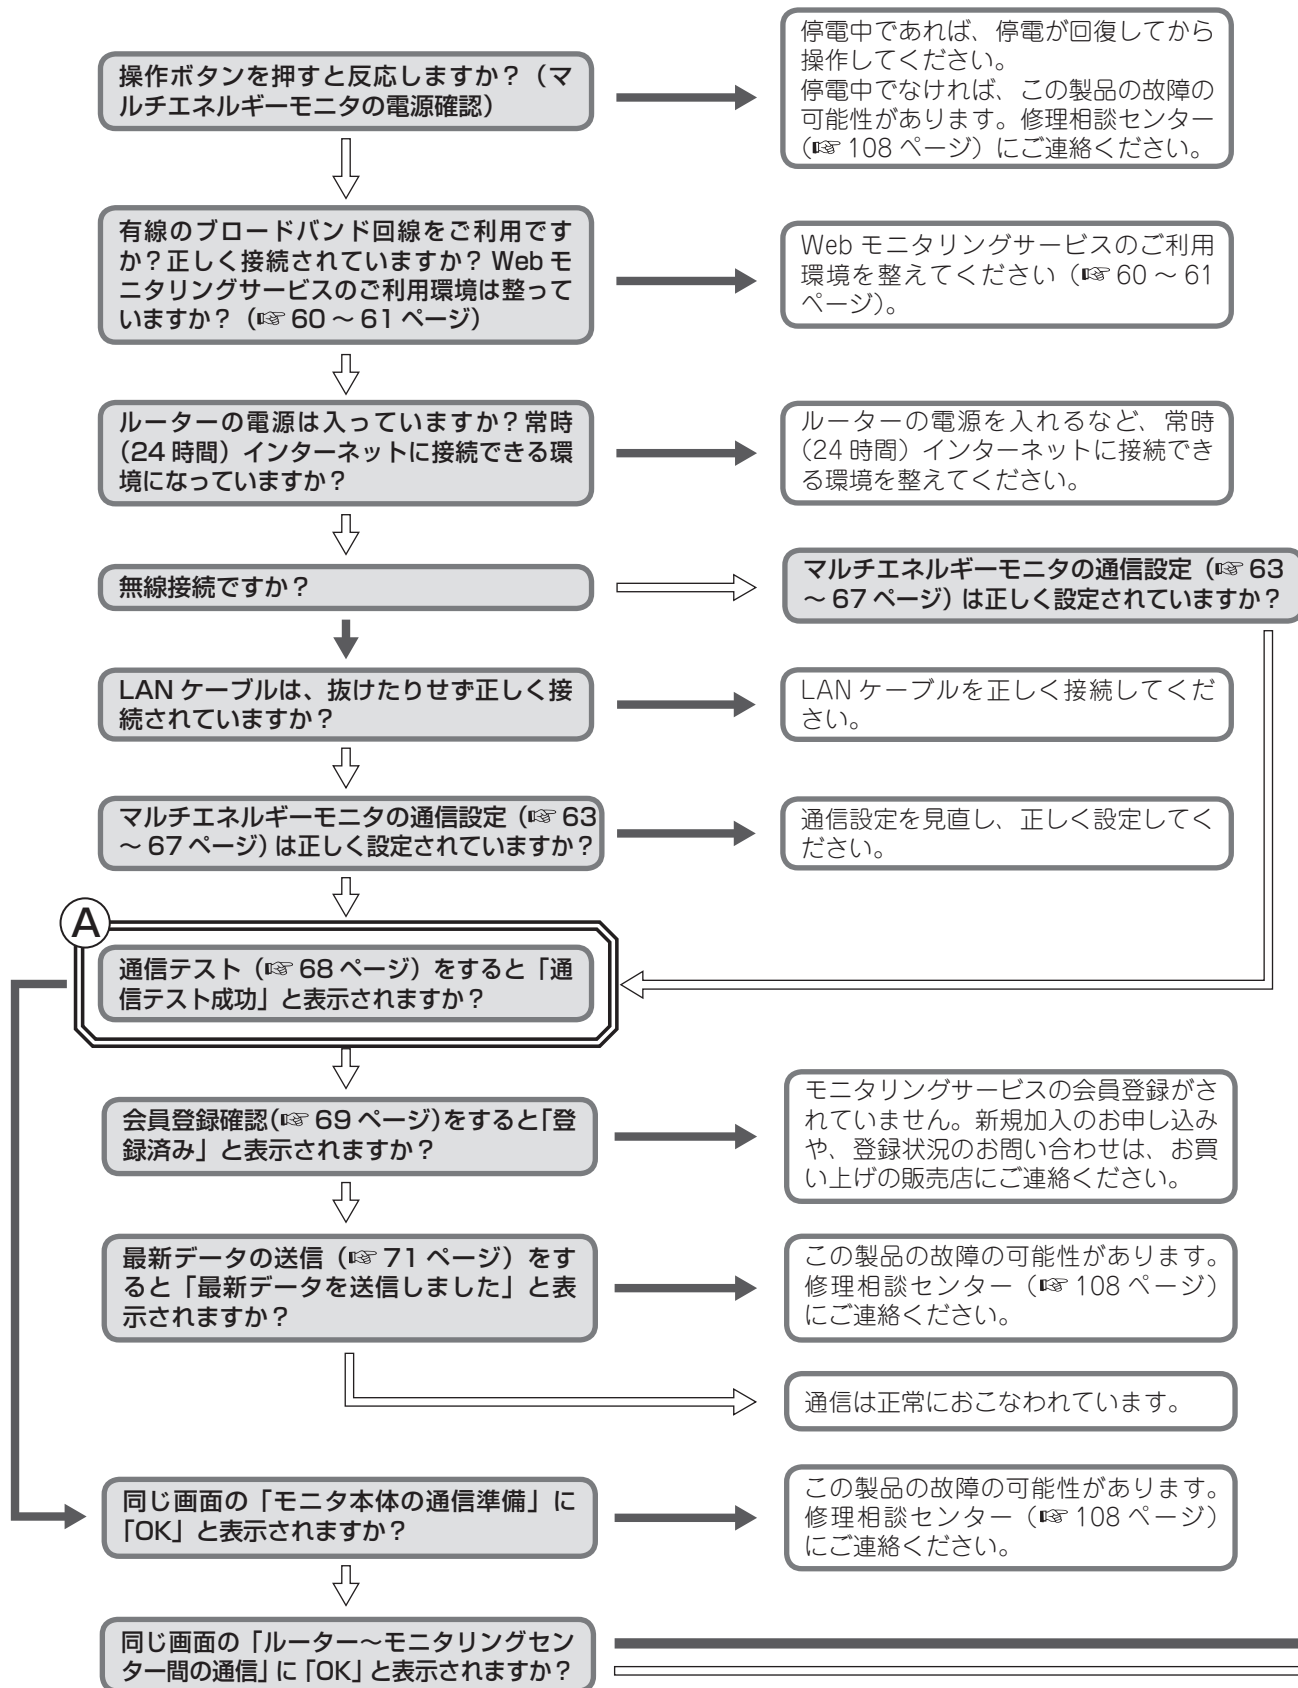 操作ボタンを押すと反応しますか？（マ
ルチエネルギーモニタの電源確認）
停電中であれば、停電が回復してから
操作してください。
停電中でなければ、この製品の故障の
可能性があります。修理相談センター
（☞ 108 ページ）にご連絡ください。
有線のブロードバンド回線をご利用です
か？正しく接続されていますか？ Web モ
ニタリングサービスのご利用環境は整って
いますか？（☞ 60 ～ 61 ページ）
Web モニタリングサービスのご利用
環境を整えてください（☞ 60 ～ 61
ページ）。
ルーターの電源は入っていますか？常時
（24 時間）インターネットに接続できる環
境になっていますか？
ルーターの電源を入れるなど、常時
（24 時間）インターネットに接続でき
る環境を整えてください。
無線接続ですか？
マルチエネルギーモニタの通信設定（☞ 63
～ 67 ページ）は正しく設定されていますか？
LAN ケーブルは、抜けたりせず正しく接
続されていますか？
LAN ケーブルを正しく接続してくだ
さい。
マルチエネルギーモニタの通信設定（☞ 63
～ 67 ページ）は正しく設定されていますか？
通信設定を見直し、正しく設定してく
ださい。
A
通信テスト（☞ 68 ページ）をすると「通
信テスト成功」と表示されますか？
会員登録確認（☞ 69 ページ）をすると「登
録済み」と表示されますか？
モニタリングサービスの会員登録がさ
れていません。新規加入のお申し込み
や、登録状況のお問い合わせは、お買
い上げの販売店にご連絡ください。
最新データの送信（☞ 71 ページ）をす
ると「最新データを送信しました」と表
示されますか？
この製品の故障の可能性があります。
修理相談センター（☞ 108 ページ）
にご連絡ください。
通信は正常におこなわれています。
同じ画面の「モニタ本体の通信準備」に
「OK」と表示されますか？
この製品の故障の可能性があります。
修理相談センター（☞ 108 ページ）
にご連絡ください。
同じ画面の「ルーター～モニタリングセン
ター間の通信」に「OK」と表示されますか？